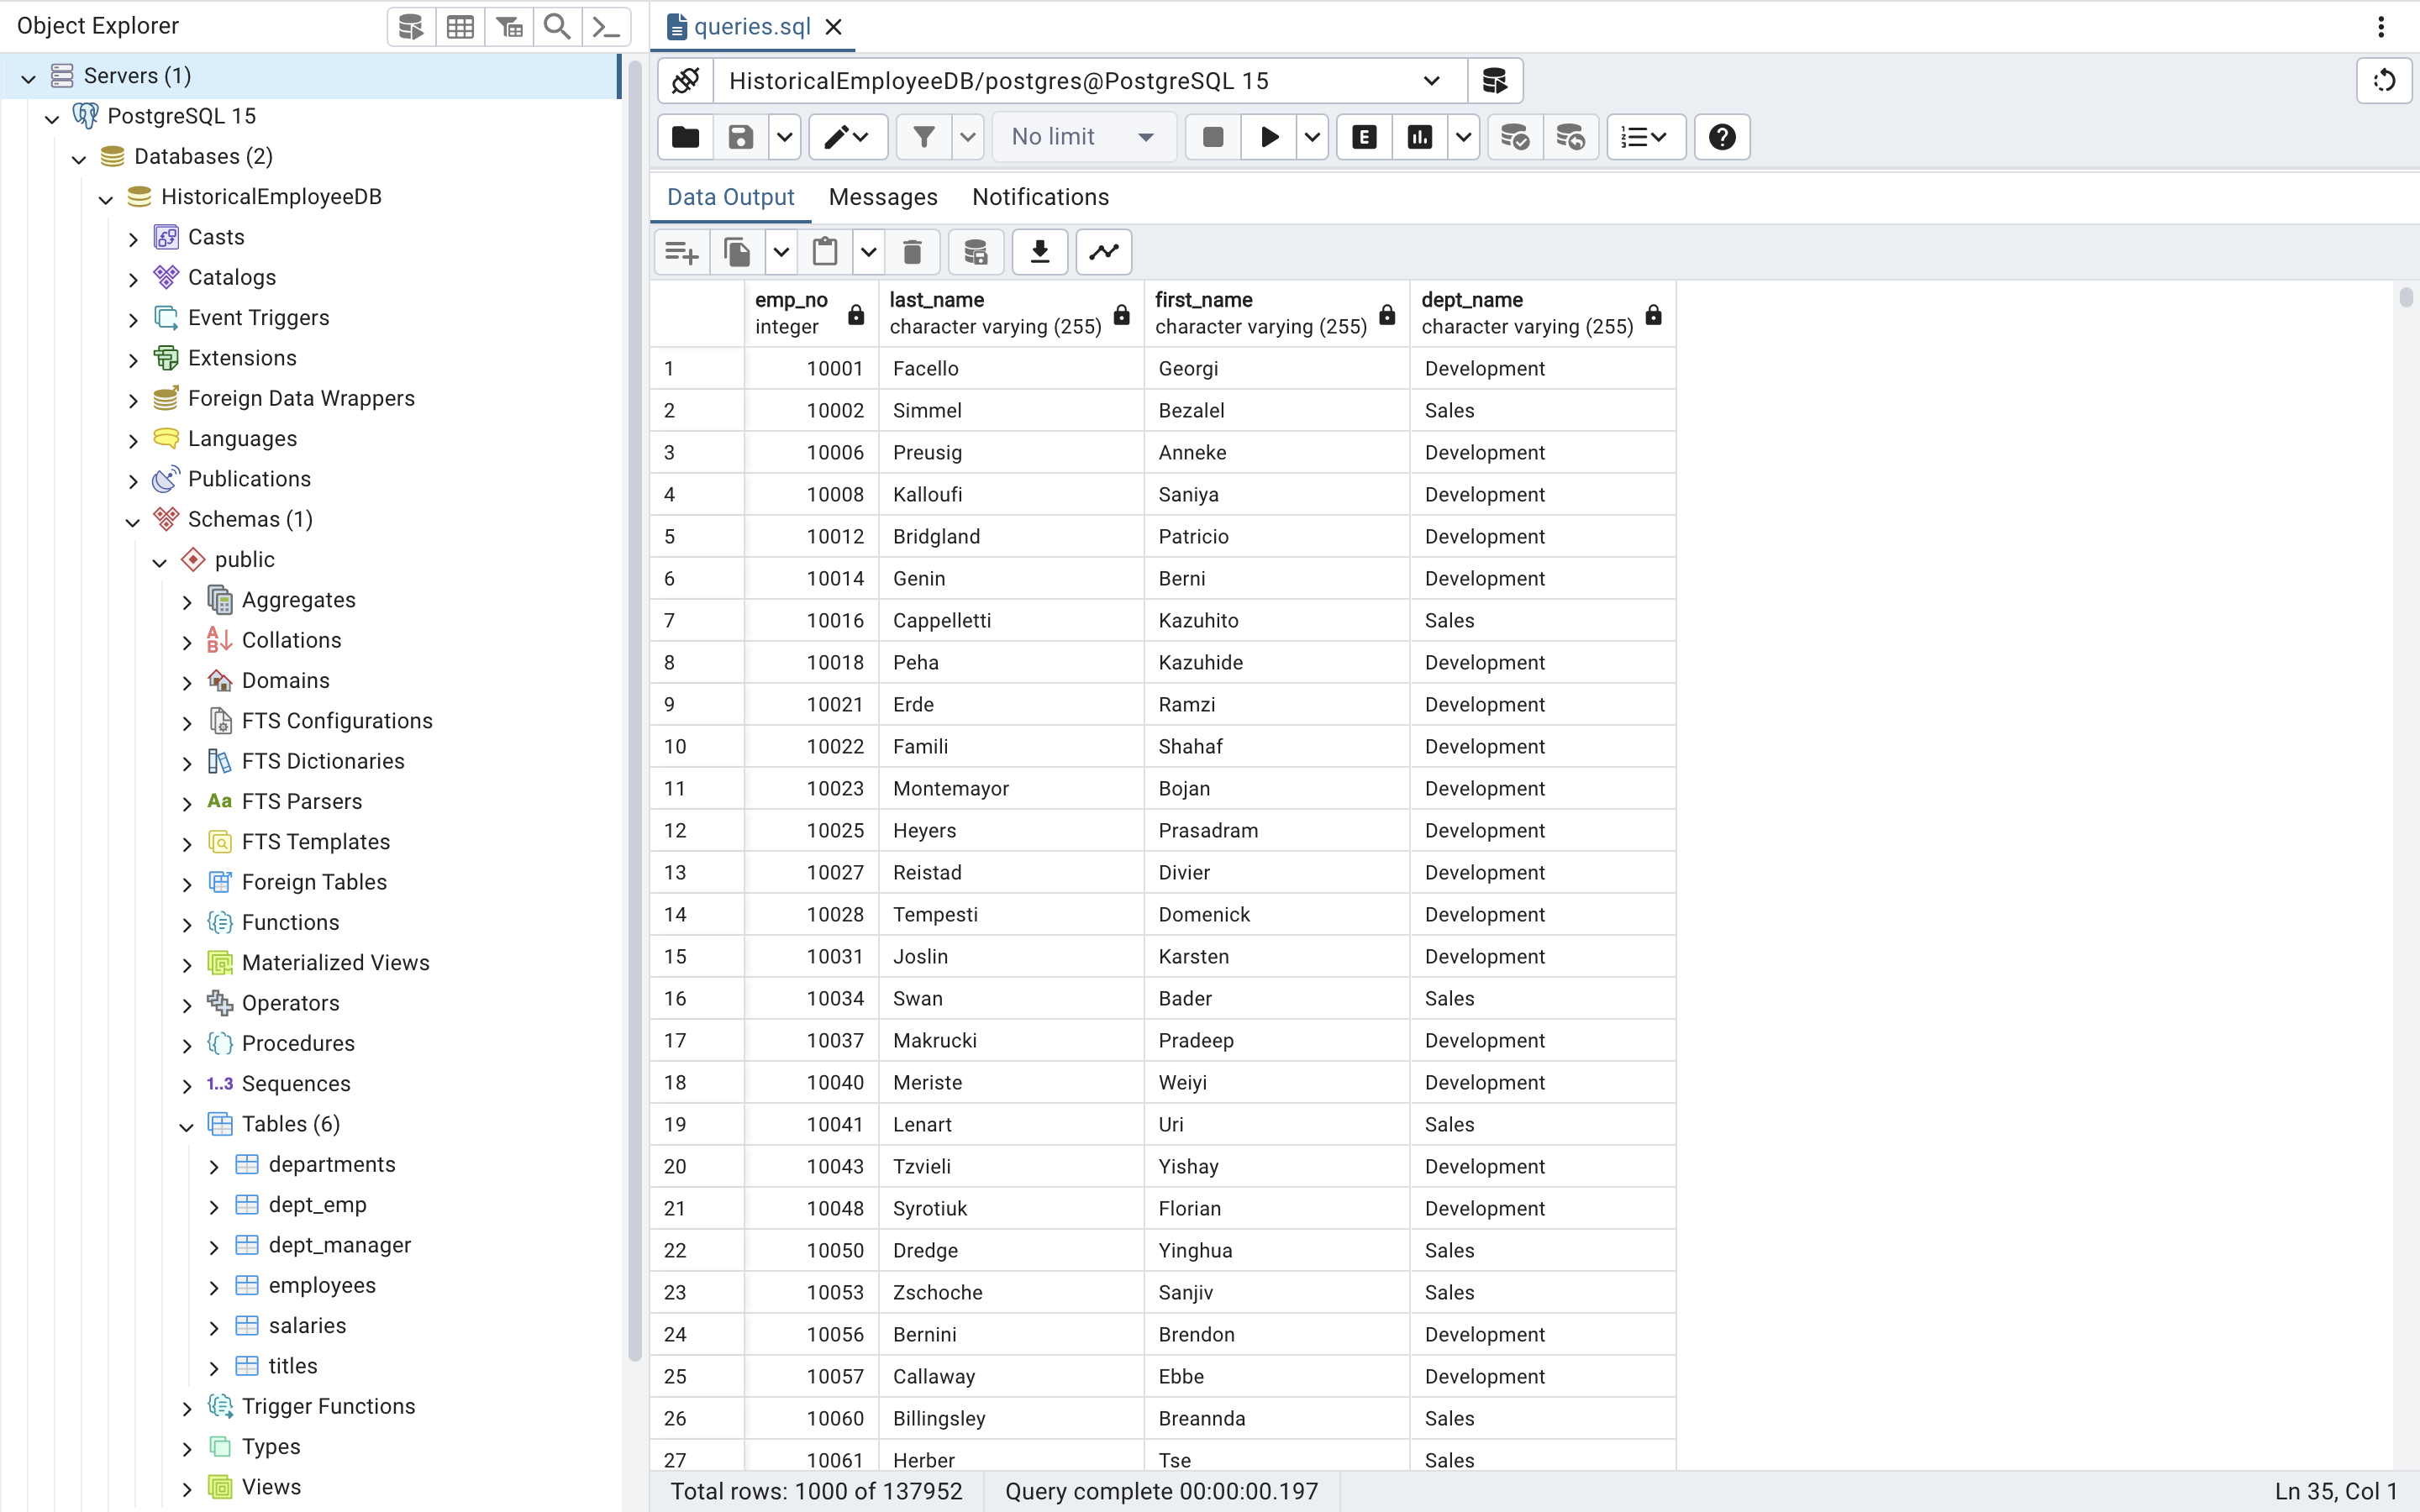 Object Explorer
Servers (1)
PostgreSQL 15
Databases (2)
HistoricalEmployeeDB
Casts
Catalogs
Event Triggers
Extensions
Foreign Data Wrappers
Languages
Publications
Schemas (1)
public
Aggregates
Collations
Domains
FTS Configurations
FTS Dictionaries
Aa FTS Parsers
FTS Templates
Foreign Tables
Functions
Materialized Views
Operators
Procedures
1..3 Sequences
Tables (6)
departments
dept_emp
dept_manager
employees
salaries
titles
Trigger Functions
Types
Views
queries.sql
HistoricalEmployeeDB/postgres@PostgreSQL 15
No limit E
Data Output Messages Notifications
emp_no last_name first_name dept_name
integer character varying (255) character varying (255) character varying (255)
1 10001 Facello Georgi Development
2 10002 Simmel Bezalel Sales
3 10006 Preusig Anneke Development
4 10008 Kalloufi Saniya Development
5 10012 Bridgland Patricio Development
6 10014 Genin Berni Development
7 10016 Cappelletti Kazuhito Sales
8 10018 Peha Kazuhide Development
9 10021 Erde Ramzi Development
10 10022 Famili Shahaf Development
11 10023 Montemayor Bojan Development
12 10025 Heyers Prasadram Development
13 10027 Reistad Divier Development
14 10028 Tempesti Domenick Development
15 10031 Joslin Karsten Development
16 10034 Swan Bader Sales
17 10037 Makrucki Pradeep Development
18 10040 Meriste Weiyi Development
19 10041 Lenart Uri Sales
20 10043 Tzvieli Yishay Development
21 10048 Syrotiuk Florian Development
22 10050 Dredge Yinghua Sales
23 10053 Zschoche Sanjiv Sales
24 10056 Bernini Brendon Development
25 10057 Callaway Ebbe Development
26 10060 Billingsley Breannda Sales
27 10061 Herber Tse Sales
Total rows: 1000 of 137952 Query complete 00:00:00.197 Ln 35, Col 1